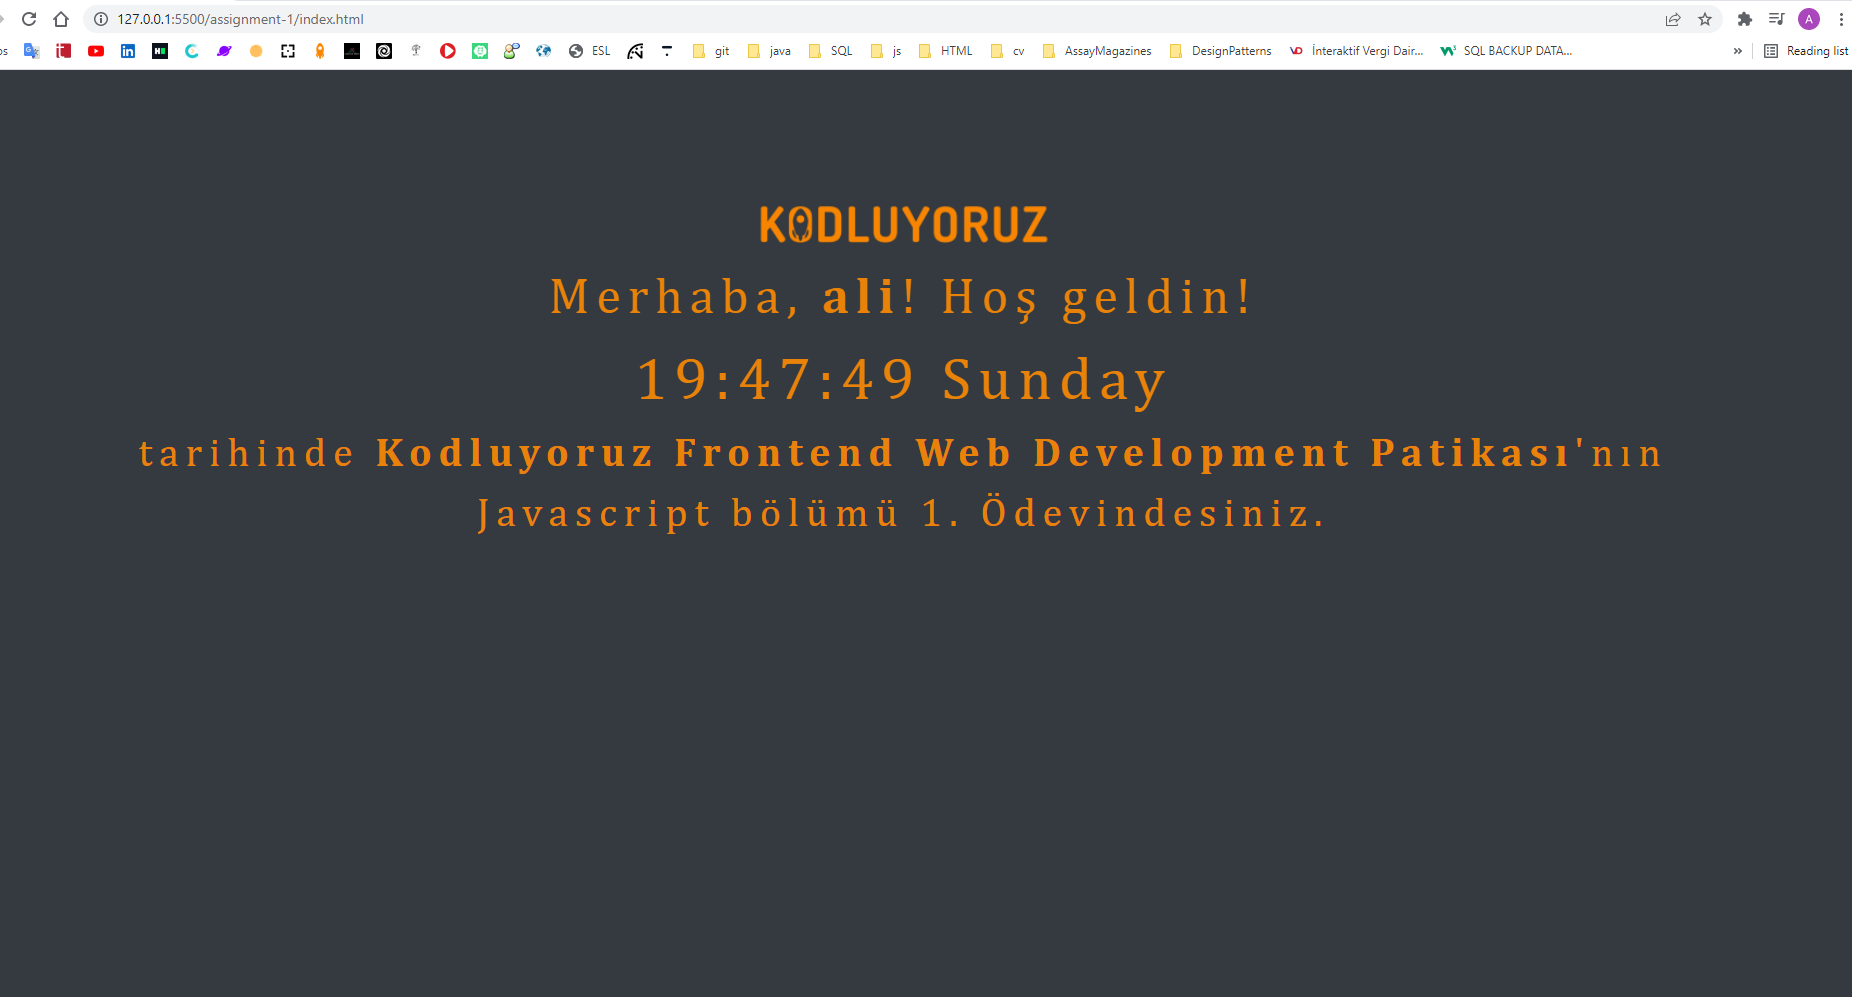 127.0.0.1:5500/assignment-1/index.html
A
ESL git java SQL js HTML cv AssayMagazines DesignPatterns İnteraktif Vergi Dair... SQL BACKUP DATA... » Reading list
KODLUYORUZ
Merhaba, ali! Hoş geldin!
19:47:49 Sunday
tarihinde Kodluyoruz Frontend Web Development Patikası'nın
Javascript bölümü 1. Ödevindesiniz.